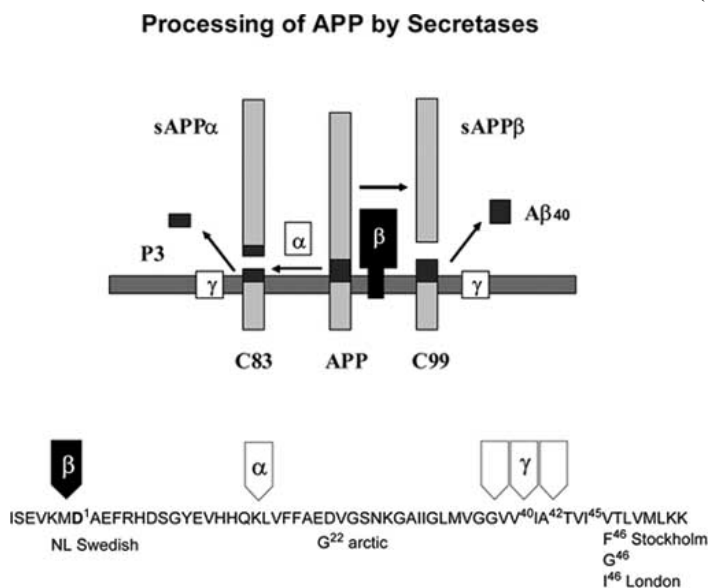 Processing of APP by Secretases
sAPPα sAPPβ
α β Aβ40
P3
γ γ
C83 APP C99
β α γ
ISEVKMD¹AEFRHDSGYEVHHQKLVFFAEDVGSNKGAIIGLMVGGVV⁴⁰IA⁴²TVI⁴⁵VTLVMLKK
NL Swedish G²² arctic F⁴⁶ Stockholm
G⁴⁶
I⁴⁶ London